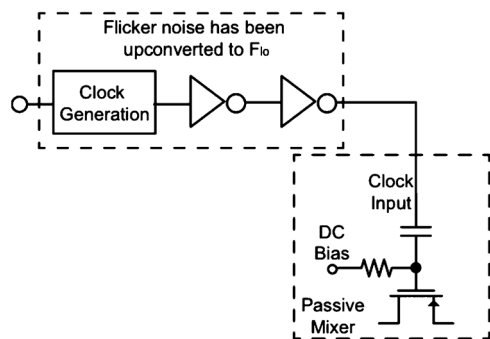 Flicker noise has been
upconverted to Flo
Clock
Generation
Clock
Input
DC
Bias
Passive
Mixer